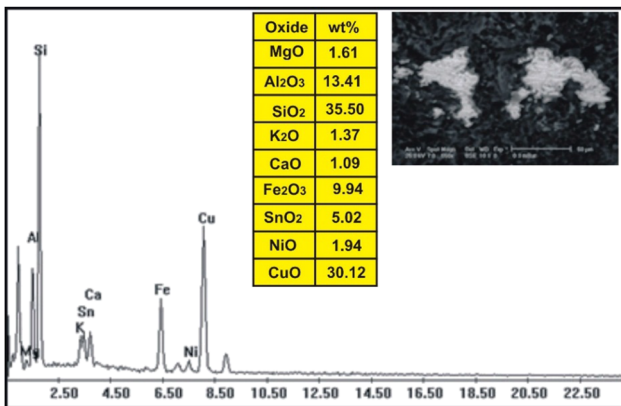 Oxide wt%
MgO 1.61
Al2O3 13.41
SiO2 35.50
K2O 1.37
CaO 1.09
Fe2O3 9.94
SnO2 5.02
NiO 1.94
CuO 30.12
Si
Al
Mg
K
Sn
Ca
Fe
Ni
Cu
2.50 4.50 6.50 8.50 10.50 12.50 14.50 16.50 18.50 20.50 22.50